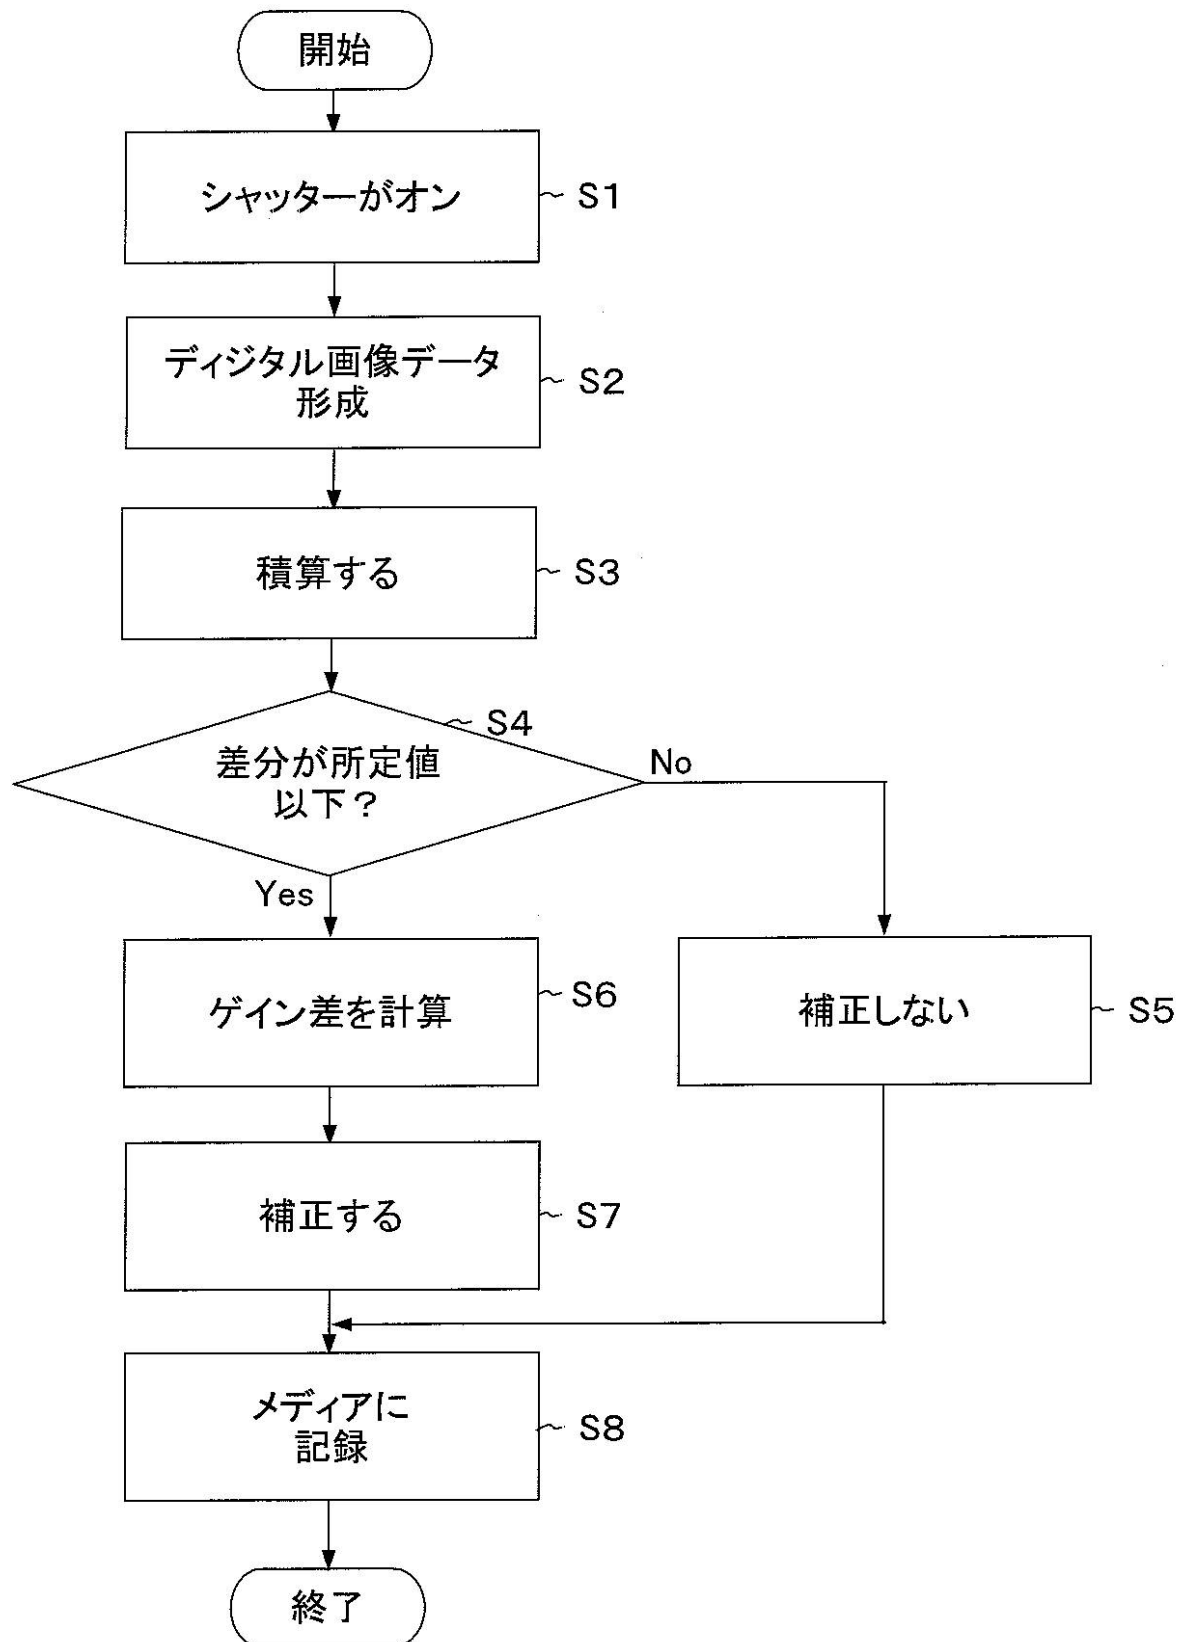 開始
シャッターがオン
S1
ディジタル画像データ
形成
S2
積算する
S3
S4
差分が所定値
以下？
No
Yes
ゲイン差を計算
S6
補正しない
S5
補正する
S7
メディアに
記録
S8
終了